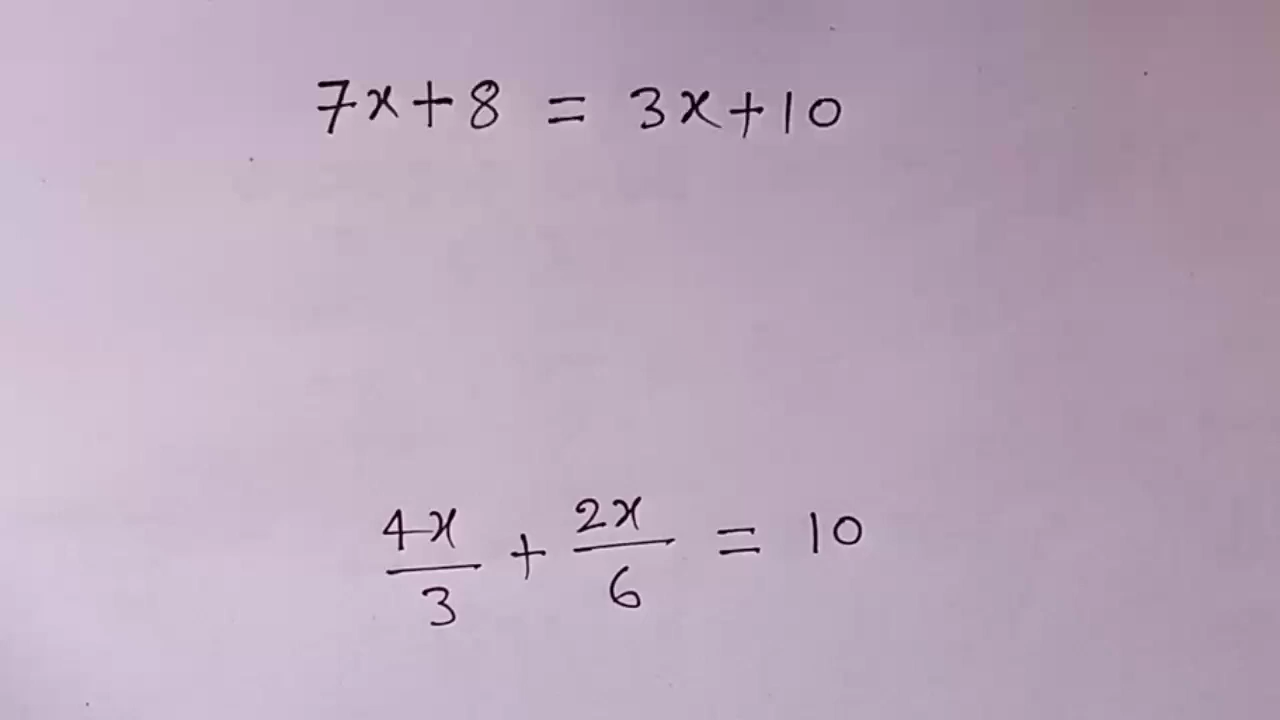 7x+8 = 3x+10
4x/3 + 2x/6 = 10